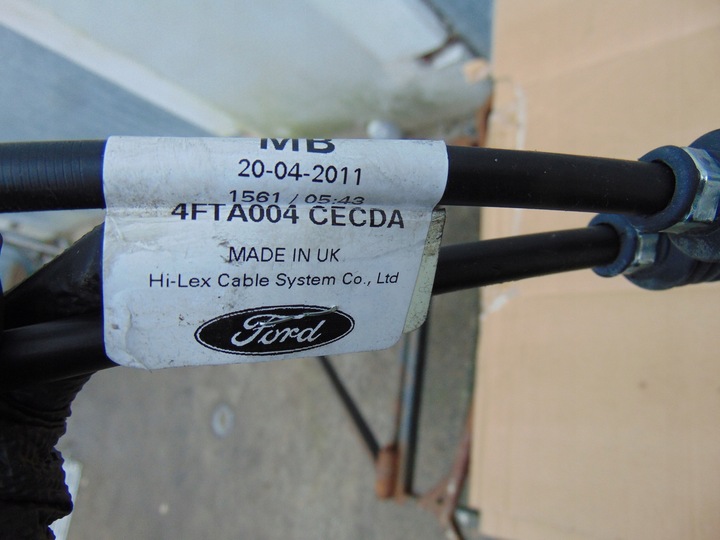 MB
20-04-2011
1561 / 05:43
4FTA004 CECDA
MADE IN UK
Hi-Lex Cable System Co., Ltd
Ford